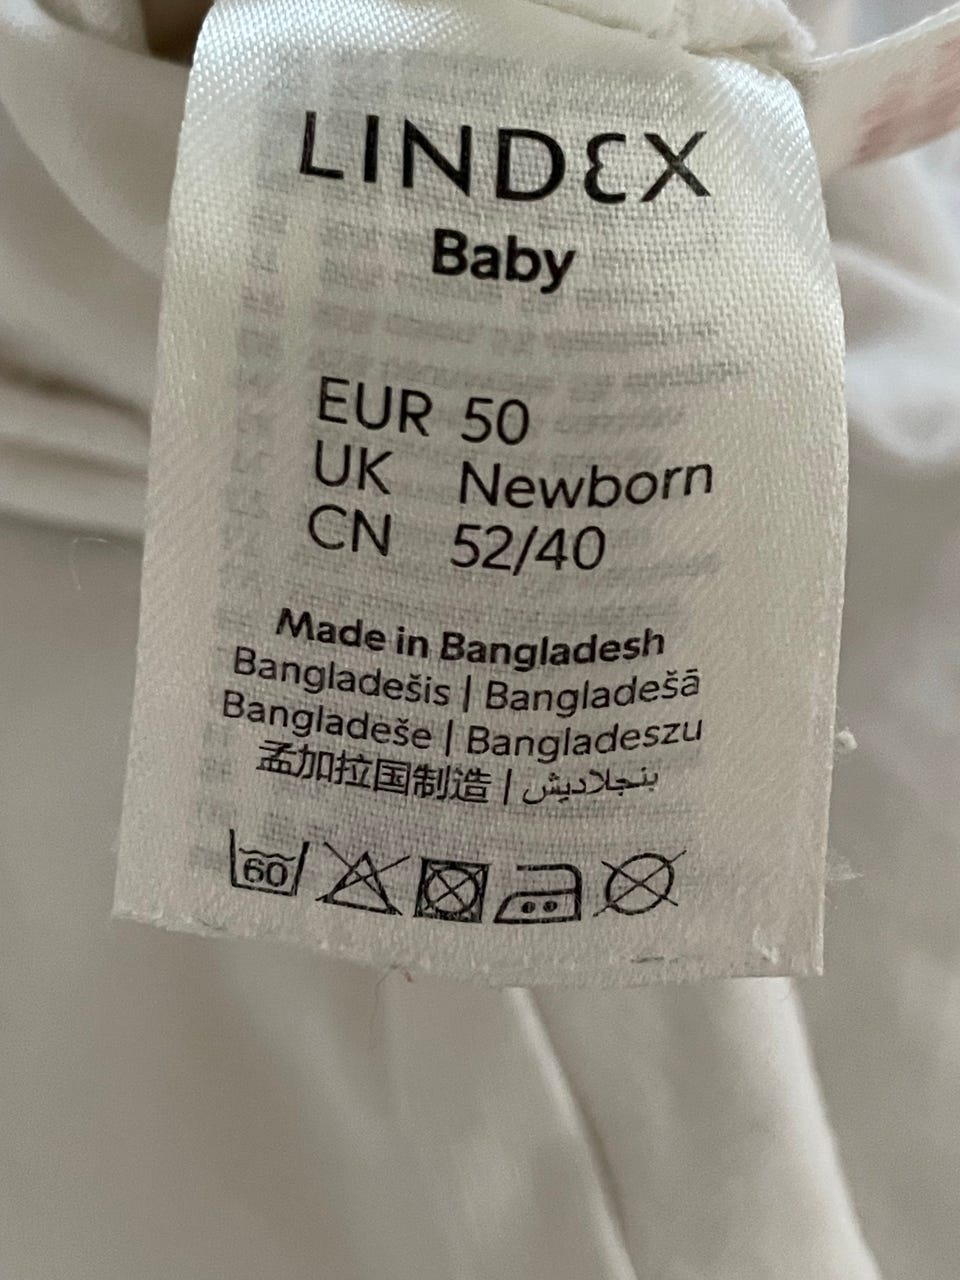 LINDEX
Baby
EUR 50
UK Newborn
CN 52/40
Made in Bangladesh
Bangladešis | Bangladešā
Bangladeše | Bangladeszu
孟加拉国制造 | بنجلاديش
60